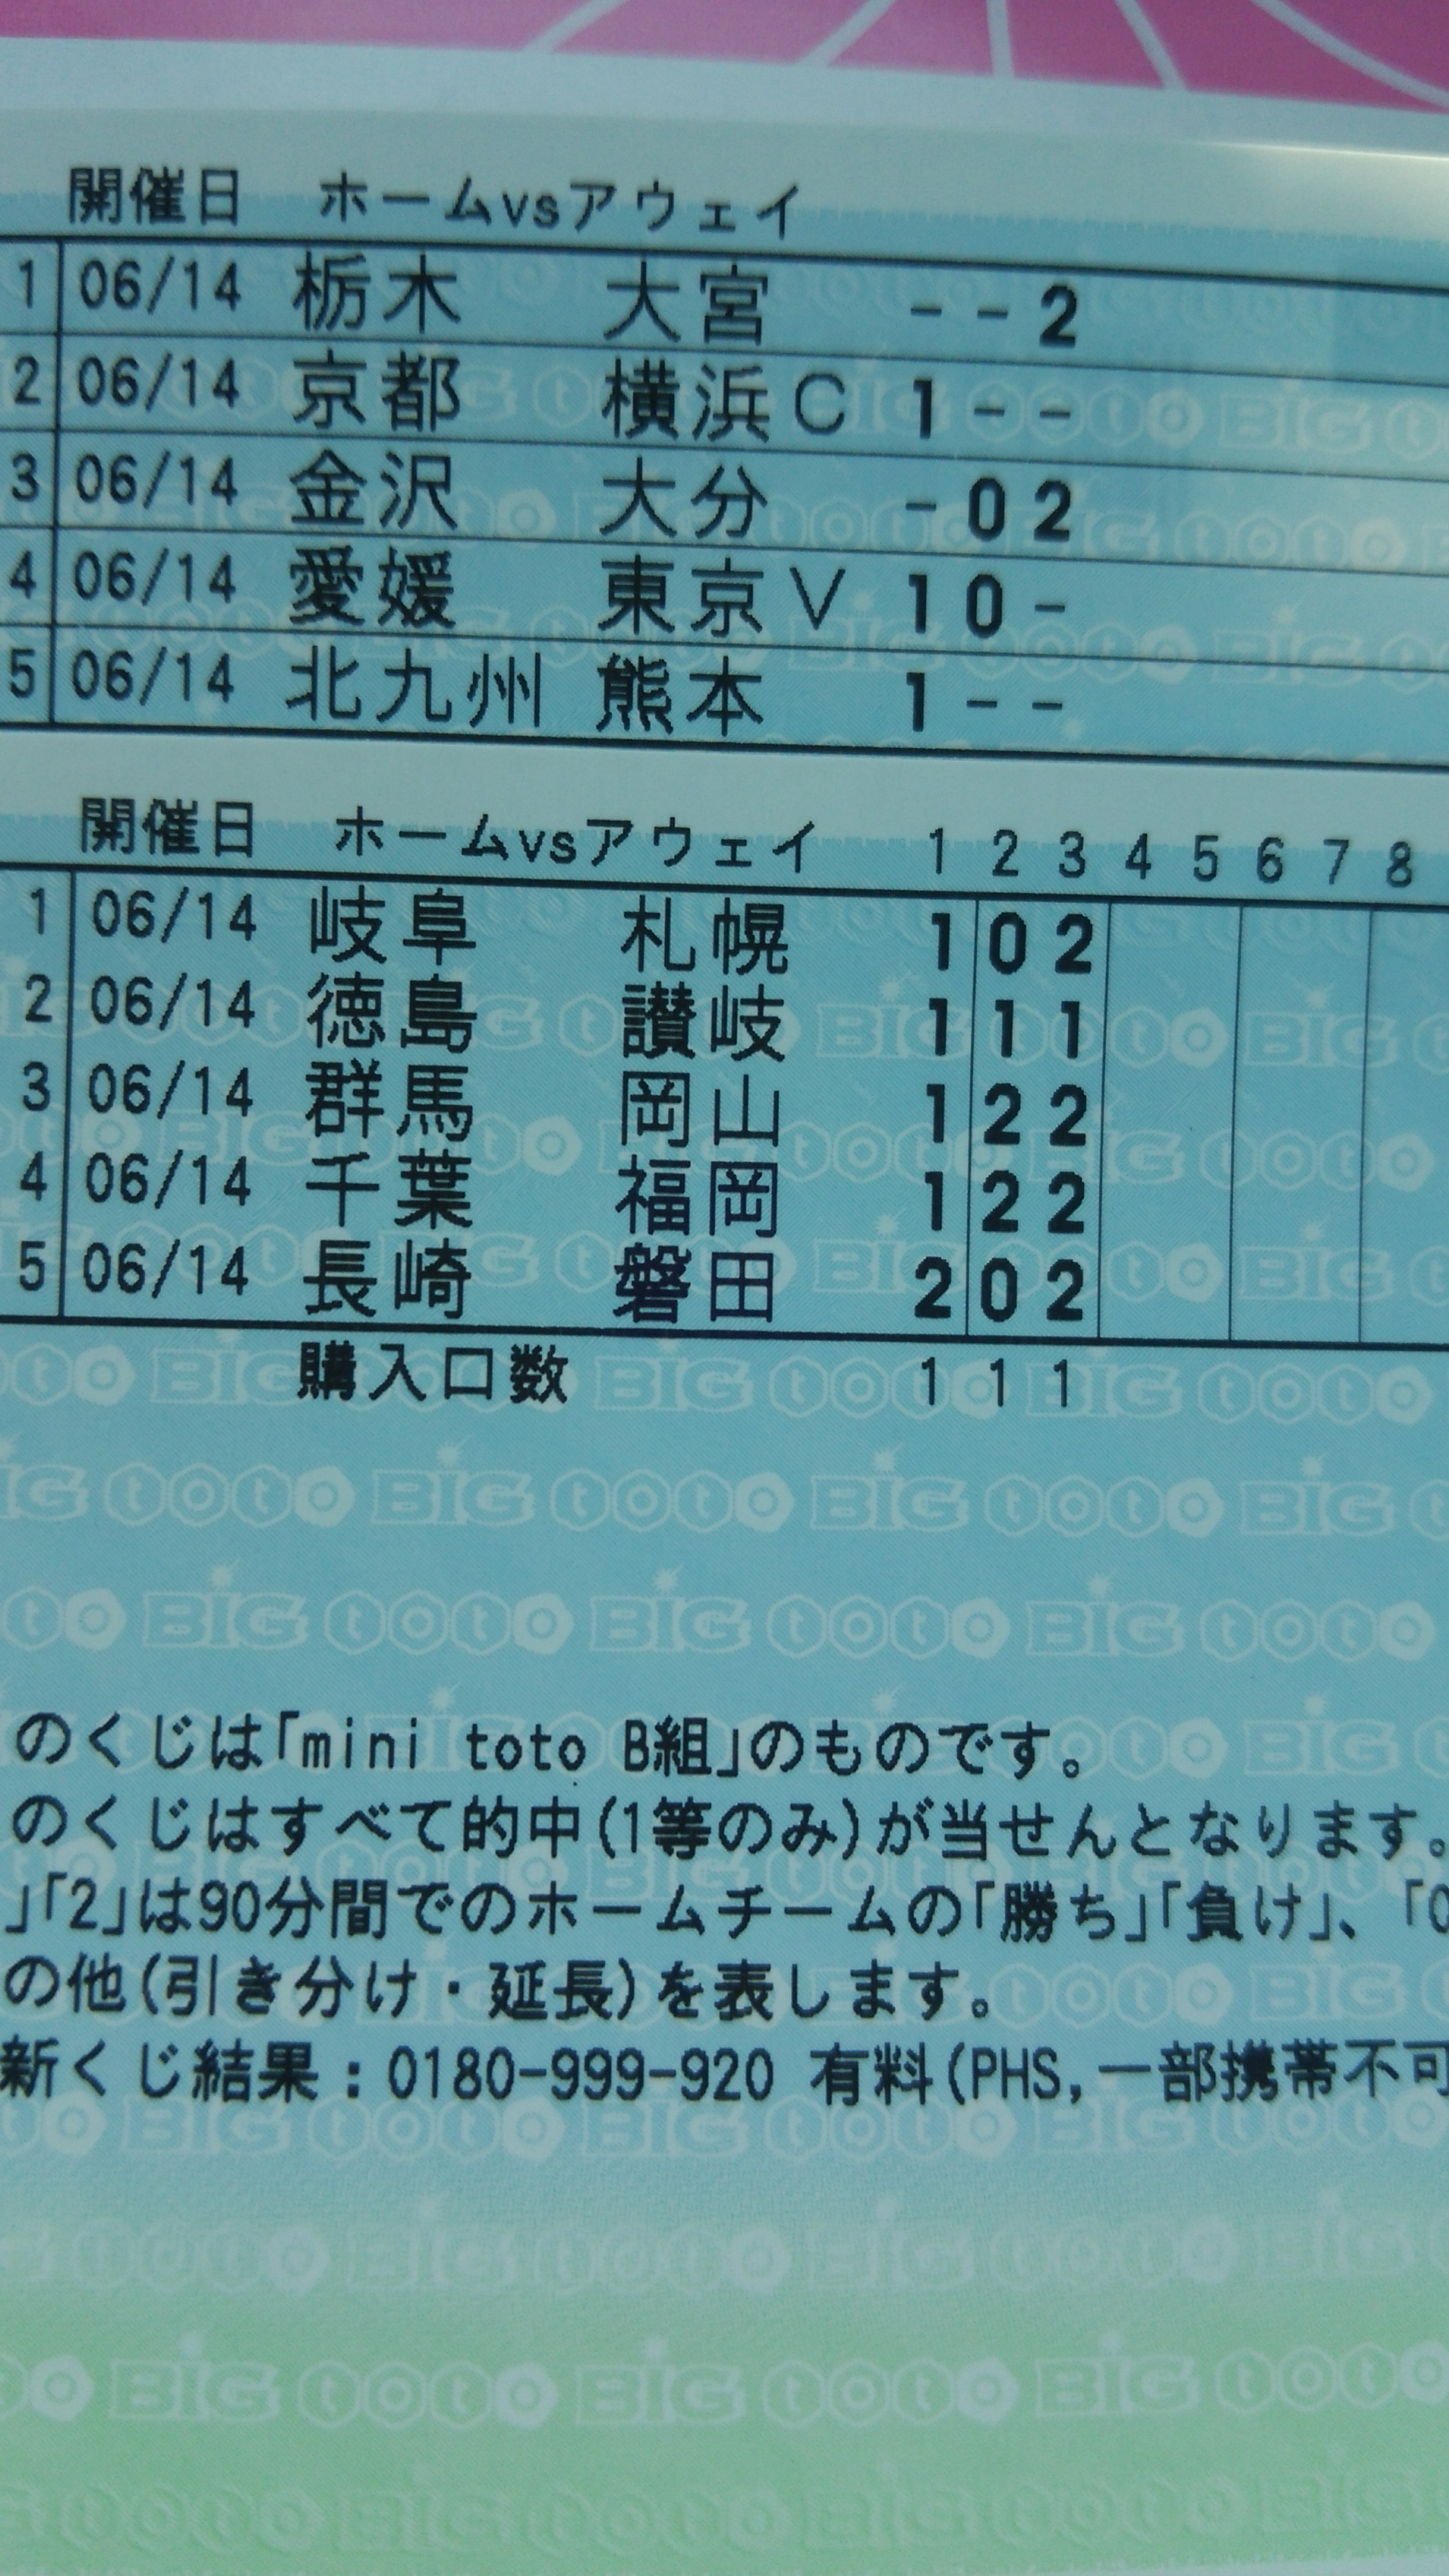 開催日 ホームvsアウェイ
1 06/14 栃木 大宮 - - 2
2 06/14 京都 横浜C 1 - -
3 06/14 金沢 大分 - 0 2
4 06/14 愛媛 東京V 1 0 -
5 06/14 北九州 熊本 1 - -
開催日 ホームvsアウェイ 1 2 3 4 5 6 7 8
1 06/14 岐阜 札幌 1 0 2
2 06/14 徳島 讃岐 1 1 1
3 06/14 群馬 岡山 1 2 2
4 06/14 千葉 福岡 1 2 2
5 06/14 長崎 磐田 2 0 2
購入口数 1 1 1
のくじは「mini toto B組」のものです。
のくじはすべて的中(1等のみ)が当せんとなります。
」「2」は90分間でのホームチームの「勝ち」「負け」、「0
の他(引き分け・延長)を表します。
新くじ結果:0180-999-920 有料(PHS,一部携帯不可